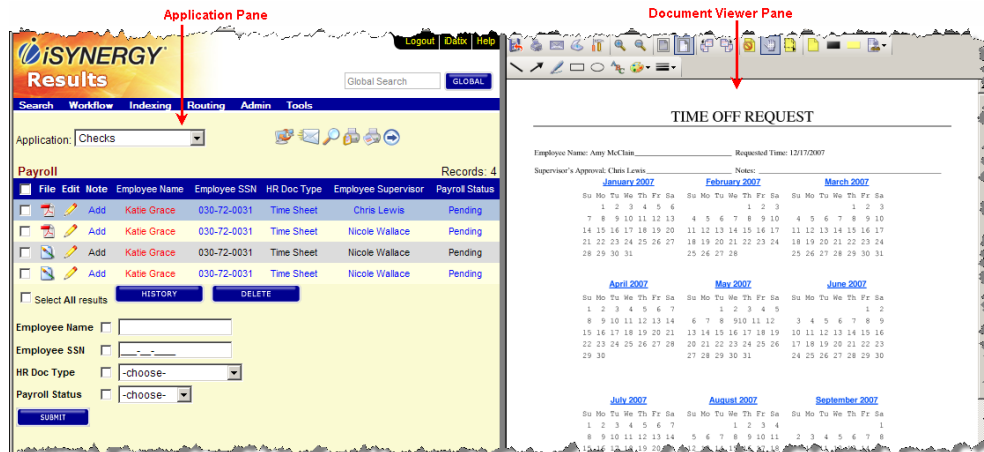 Application Pane
Document Viewer Pane
Logout | iDatix | Help
iSYNERGY
Results
Global Search GLOBAL
Search Workflow Indexing Routing Admin Tools
Application: Checks
Payroll Records: 4
File Edit Note Employee Name Employee SSN HR Doc Type Employee Supervisor Payroll Status
Add Katie Grace 030-72-0031 Time Sheet Chris Lewis Pending
Add Katie Grace 030-72-0031 Time Sheet Nicole Wallace Pending
Add Katie Grace 030-72-0031 Time Sheet Nicole Wallace Pending
Add Katie Grace 030-72-0031 Time Sheet Nicole Wallace Pending
Select All results HISTORY DELETE
Employee Name
Employee SSN __-_-____
HR Doc Type -choose-
Payroll Status -choose-
SUBMIT
TIME OFF REQUEST
Employee Name: Amy McClain Requested Time: 12/17/2007
Supervisor's Approval: Chris Lewis Notes:
January 2007 February 2007 March 2007
Su Mo Tu We Th Fr Sa Su Mo Tu We Th Fr Sa Su Mo Tu We Th Fr Sa
1 2 3 4 5 6 1 2 3 1 2 3
7 8 9 10 11 12 13 4 5 6 7 8 9 10 4 5 6 7 8 9 10
14 15 16 17 18 19 20 11 12 13 14 15 16 17 11 12 13 14 15 16 17
21 22 23 24 25 26 27 18 19 20 21 22 23 24 18 19 20 21 22 23 24
28 29 30 31 25 26 27 28 25 26 27 28 29 30 31
April 2007 May 2007 June 2007
Su Mo Tu We Th Fr Sa Su Mo Tu We Th Fr Sa Su Mo Tu We Th Fr Sa
1 2 3 4 5 6 7 1 2 3 4 5 1 2
8 9 10 11 12 13 14 6 7 8 910 11 12 3 4 5 6 7 8 9
15 16 17 18 19 20 21 13 14 15 16 17 18 19 10 11 12 13 14 15 16
22 23 24 25 26 27 28 20 21 22 23 24 25 26 17 18 19 20 21 22 23
29 30 27 28 29 30 31 24 25 26 27 28 29 30
July 2007 August 2007 September 2007
Su Mo Tu We Th Fr Sa Su Mo Tu We Th Fr Sa Su Mo Tu We Th Fr Sa
1 2 3 4 5 6 7 1 2 3 4 1
8 9 10 11 12 13 14 5 6 7 8 9 10 11 2 3 4 5 6 7 8